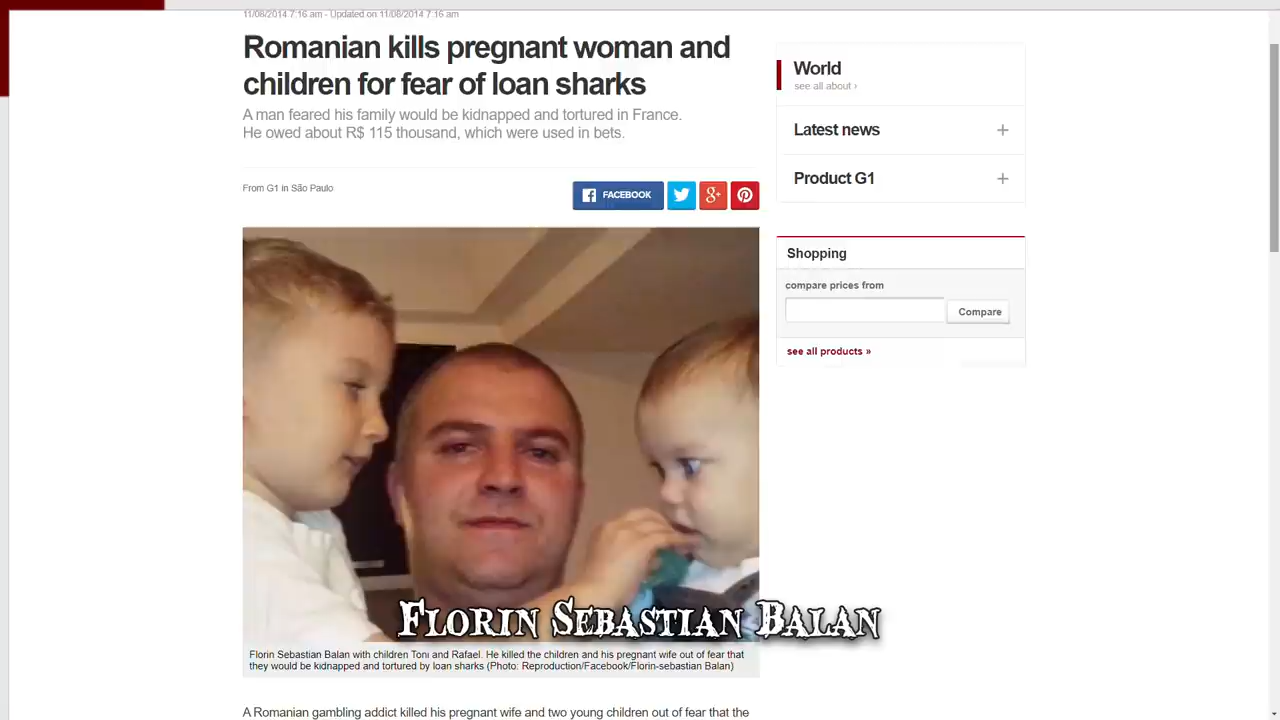 11/08/2014 7:16 am - Updated on 11/08/2014 7:16 am
Romanian kills pregnant woman and
children for fear of loan sharks
A man feared his family would be kidnapped and tortured in France.
He owed about R$ 115 thousand, which were used in bets.
From G1 in São Paulo
FACEBOOK
g+
World
see all about ›
Latest news +
Product G1 +
Shopping
compare prices from
Compare
see all products »
FLORIN SEBASTIAN BALAN
Florin Sebastian Balan with children Toni and Rafael. He killed the children and his pregnant wife out of fear that
they would be kidnapped and tortured by loan sharks (Photo: Reproduction/Facebook/Florin-sebastian Balan)
A Romanian gambling addict killed his pregnant wife and two young children out of fear that the